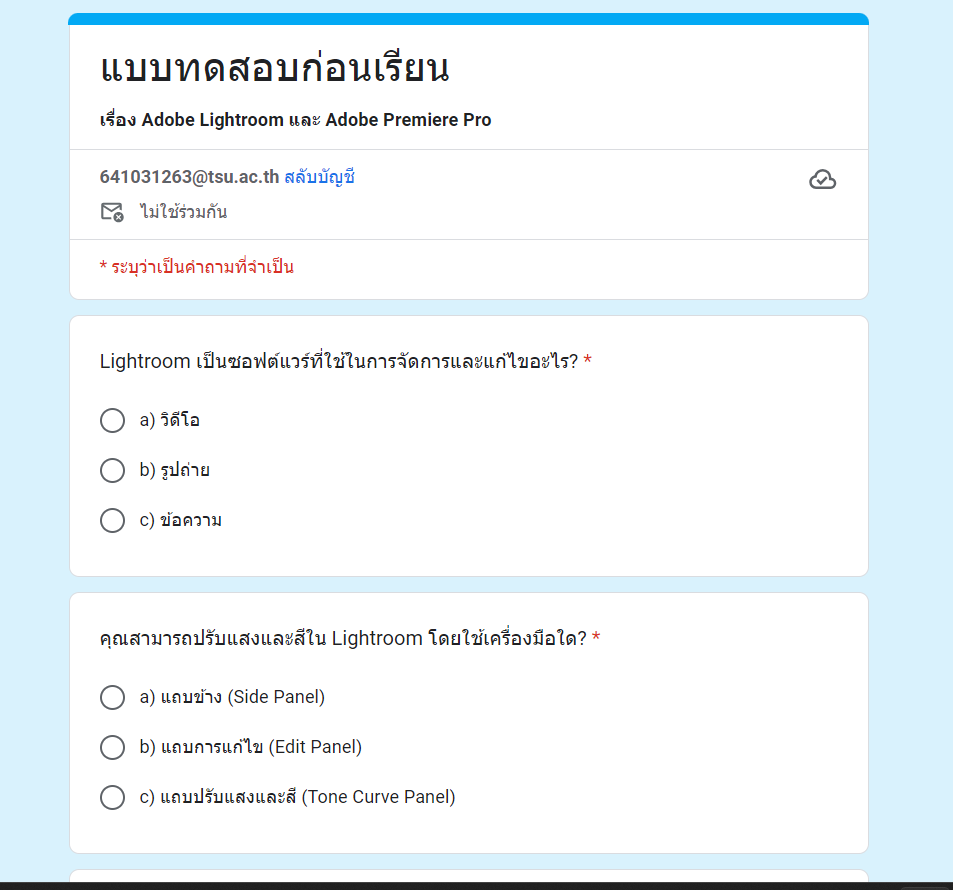 แบบทดสอบก่อนเรียน
เรื่อง Adobe Lightroom และ Adobe Premiere Pro
641031263@tsu.ac.th สลับบัญชี
ไม่ใช้ร่วมกัน
* ระบุว่าเป็นคำถามที่จำเป็น
Lightroom เป็นซอฟต์แวร์ที่ใช้ในการจัดการและแก้ไขอะไร? *
a) วิดีโอ
b) รูปถ่าย
c) ข้อความ
คุณสามารถปรับแสงและสีใน Lightroom โดยใช้เครื่องมือใด? *
a) แถบข้าง (Side Panel)
b) แถบการแก้ไข (Edit Panel)
c) แถบปรับแสงและสี (Tone Curve Panel)